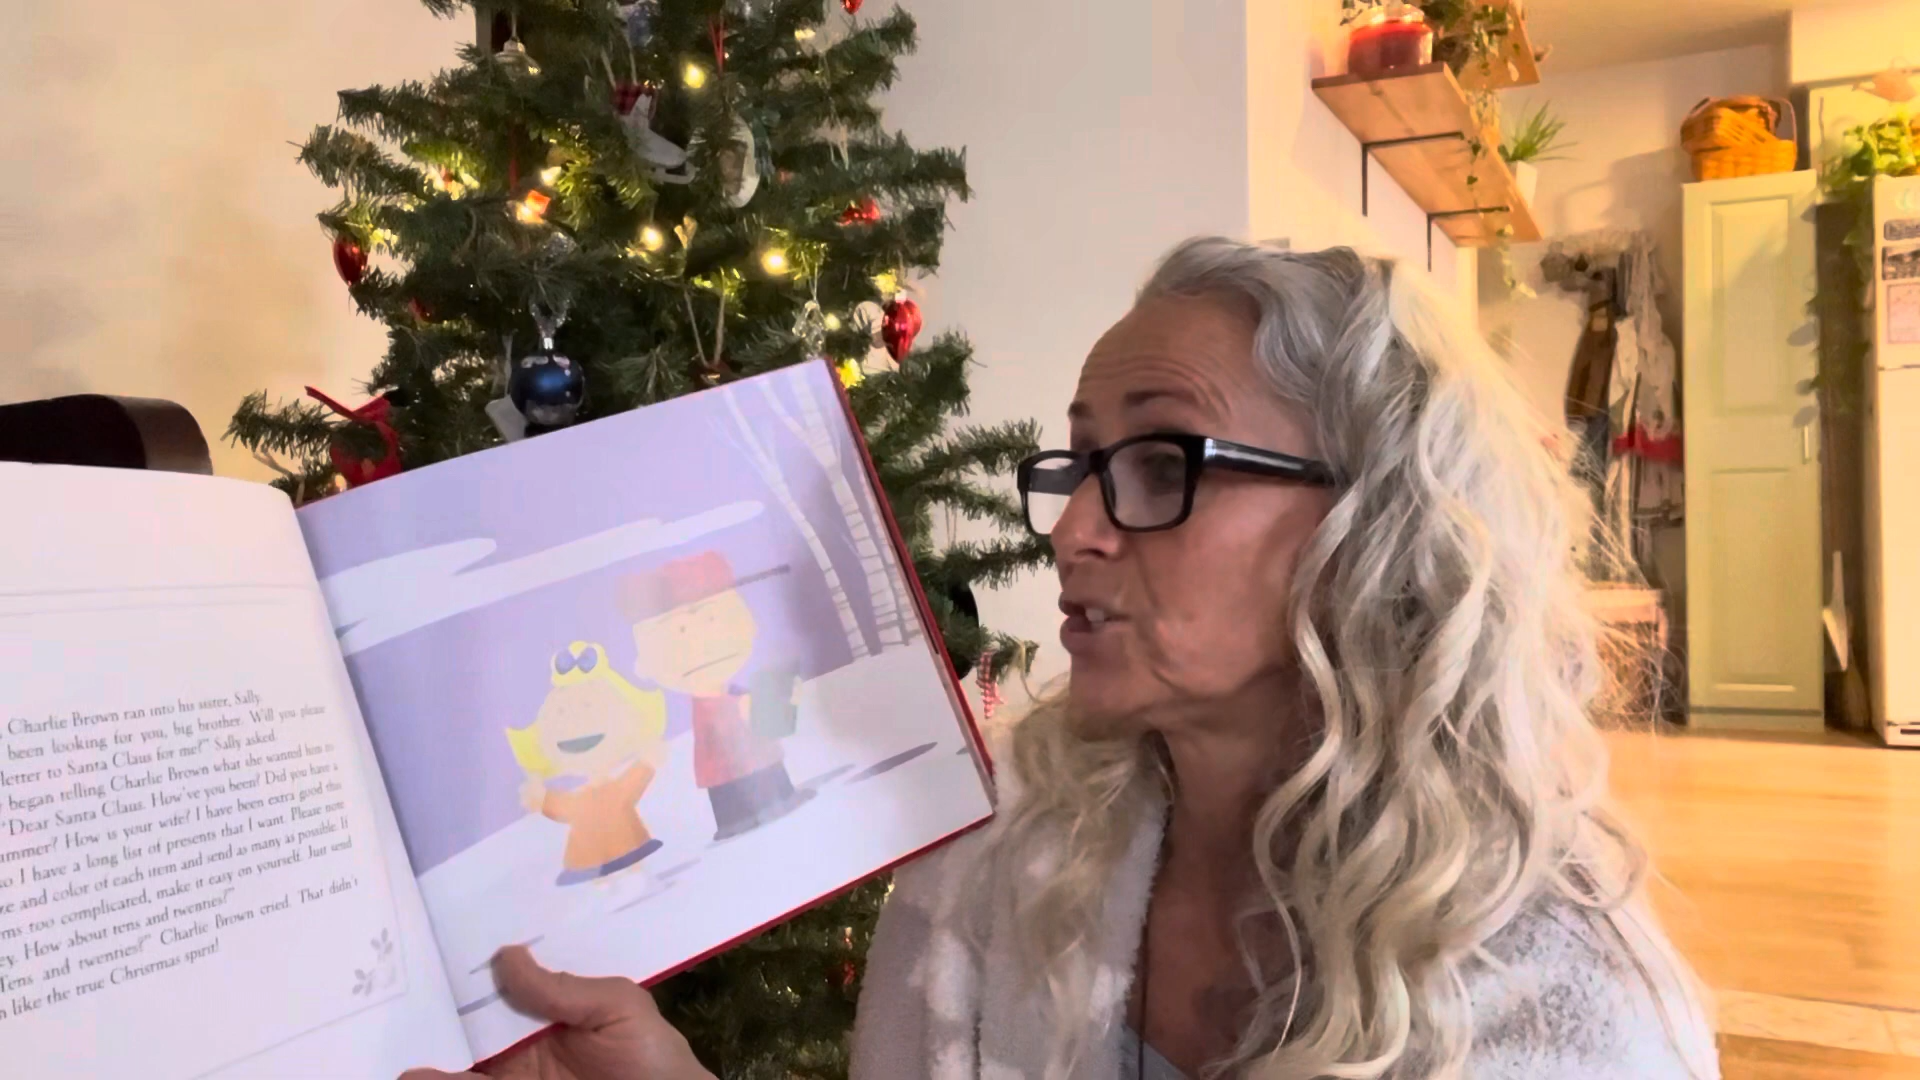 Charlie Brown ran into his sister, Sally.
been looking for you, big brother. Will you please
letter to Santa Claus for me?" Sally asked.
began telling Charlie Brown what she wanted him to
"Dear Santa Claus. How've you been? Did you have a
ummer? How is your wife? I have been extra good this
so I have a long list of presents that I want. Please note
ze and color of each item and send as many as possible. If
ms too complicated, make it easy on yourself. Just send
ey. How about tens and twenties?"
Tens and twenties?" Charlie Brown cried. That didn't
n like the true Christmas spirit!